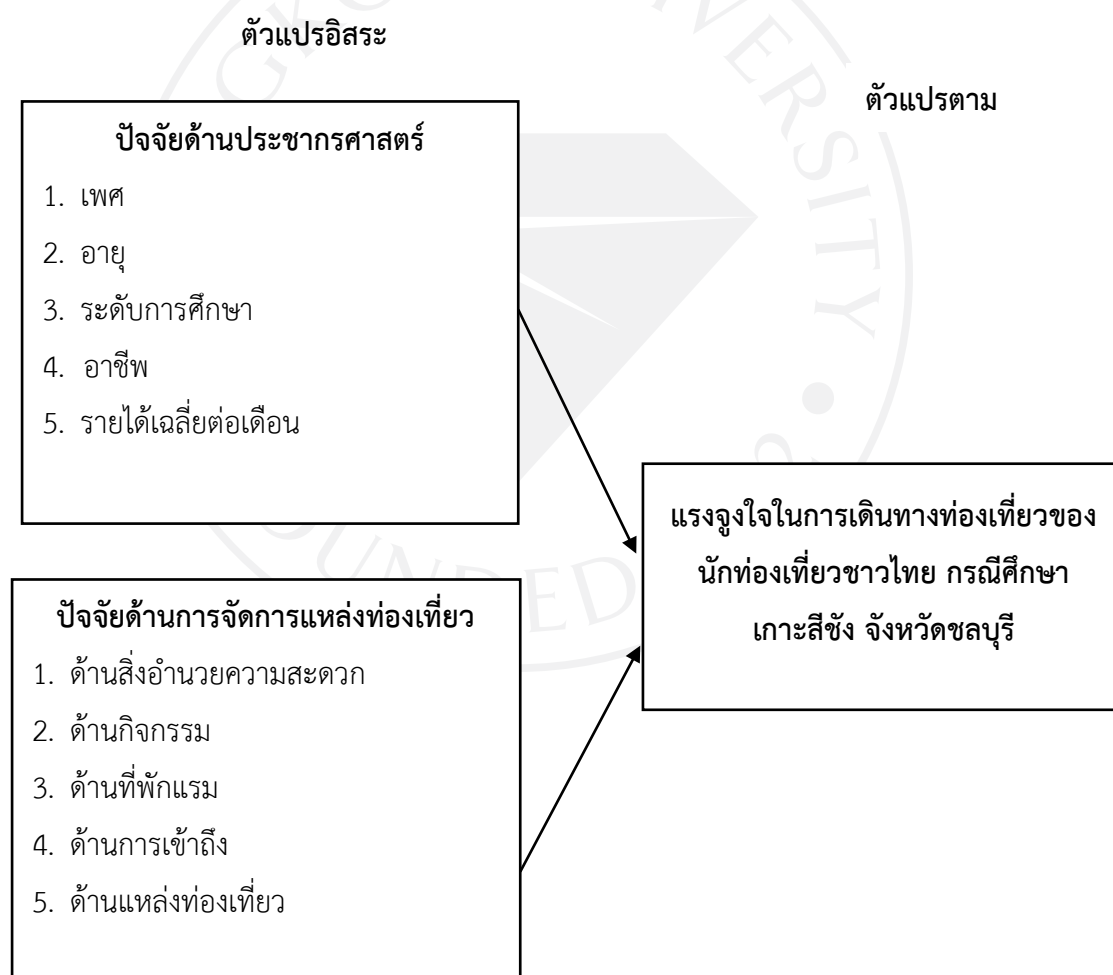 ตัวแปรอิสระ
ตัวแปรตาม
ปัจจัยด้านประชากรศาสตร์
1. เพศ
2. อายุ
3. ระดับการศึกษา
4. อาชีพ
5. รายได้เฉลี่ยต่อเดือน
แรงจูงใจในการเดินทางท่องเที่ยวของ
นักท่องเที่ยวชาวไทย กรณีศึกษา
เกาะสีชัง จังหวัดชลบุรี
ปัจจัยด้านการจัดการแหล่งท่องเที่ยว
1. ด้านสิ่งอำนวยความสะดวก
2. ด้านกิจกรรม
3. ด้านที่พักแรม
4. ด้านการเข้าถึง
5. ด้านแหล่งท่องเที่ยว